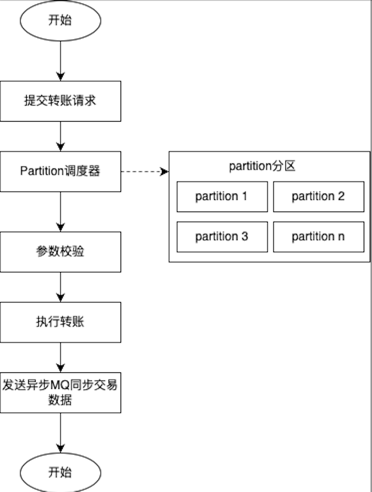 开始
提交转账请求
Partition调度器
partition分区
partition 1
partition 2
partition 3
partition n
参数校验
执行转账
发送异步MQ同步交易
数据
开始